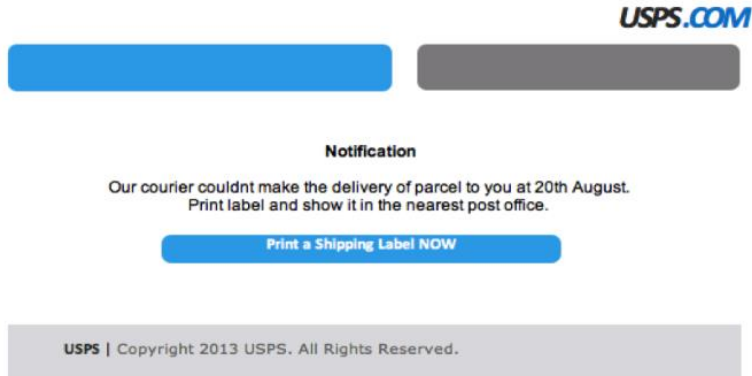 USPS.COM
Notification
Our courier couldnt make the delivery of parcel to you at 20th August.
Print label and show it in the nearest post office.
Print a Shipping Label NOW
USPS | Copyright 2013 USPS. All Rights Reserved.